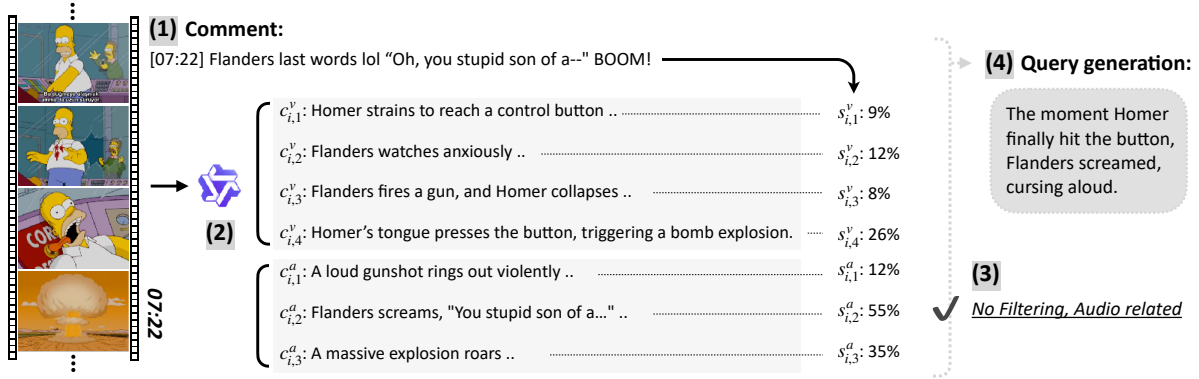 (1) Comment:
[07:22] Flanders last words lol “Oh, you stupid son of a--" BOOM!
(4) Query generation:
The moment Homer
finally hit the button,
Flanders screamed,
cursing aloud.
(2)
c^v_{i,1}: Homer strains to reach a control button .. s^v_{i,1}: 9%
c^v_{i,2}: Flanders watches anxiously .. s^v_{i,2}: 12%
c^v_{i,3}: Flanders fires a gun, and Homer collapses .. s^v_{i,3}: 8%
c^v_{i,4}: Homer’s tongue presses the button, triggering a bomb explosion. s^v_{i,4}: 26%
c^a_{i,1}: A loud gunshot rings out violently .. s^a_{i,1}: 12%
c^a_{i,2}: Flanders screams, "You stupid son of a..." .. s^a_{i,2}: 55%
c^a_{i,3}: A massive explosion roars .. s^a_{i,3}: 35%
(3)
No Filtering, Audio related
07:22
COR